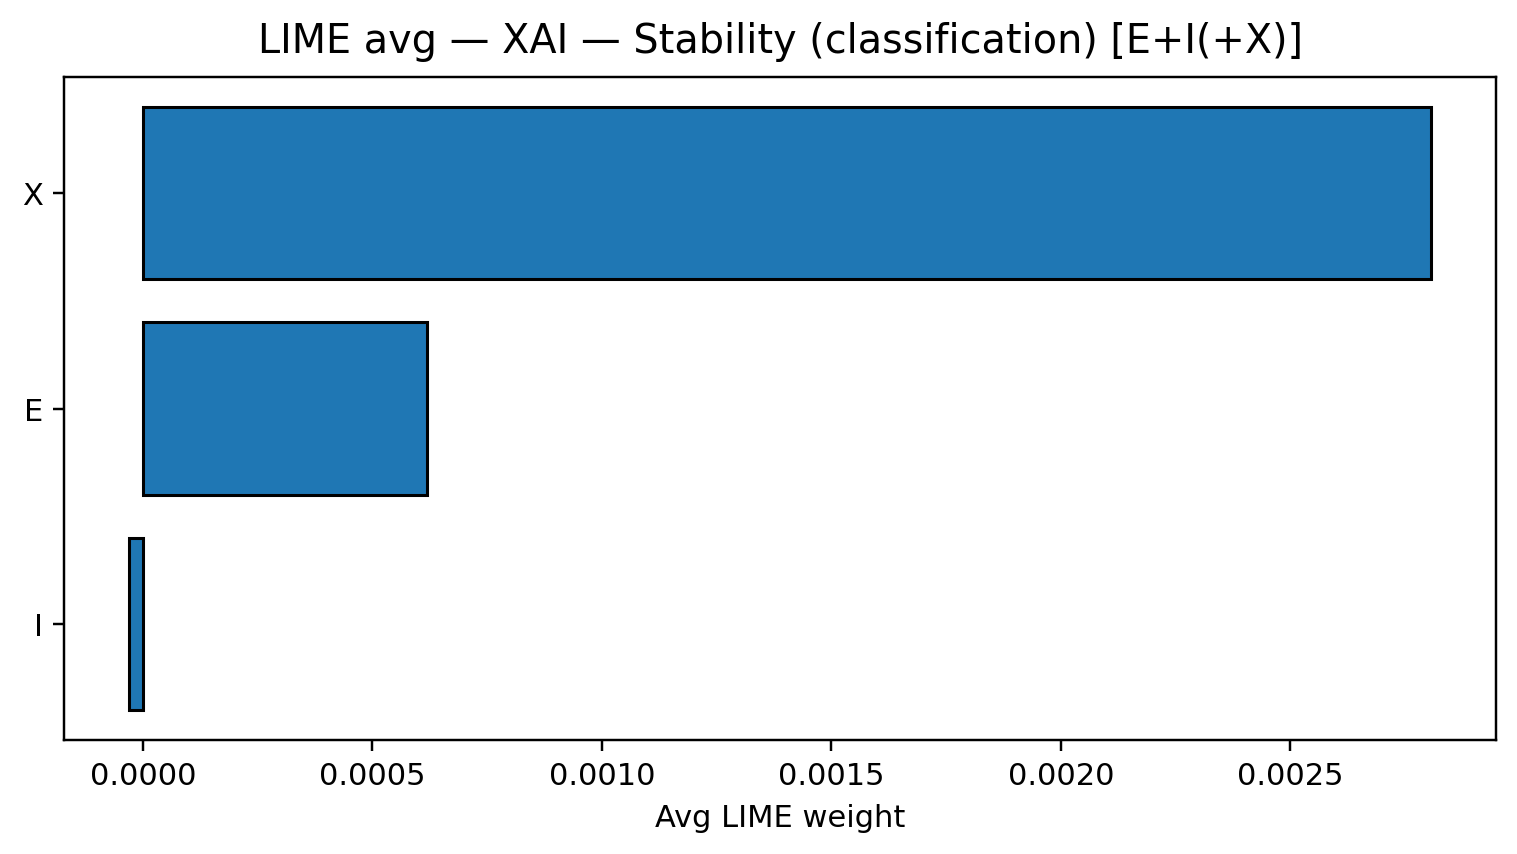 LIME avg — XAI — Stability (classification) [E+I(+X)]
X
E
I
0.0000 0.0005 0.0010 0.0015 0.0020 0.0025
Avg LIME weight